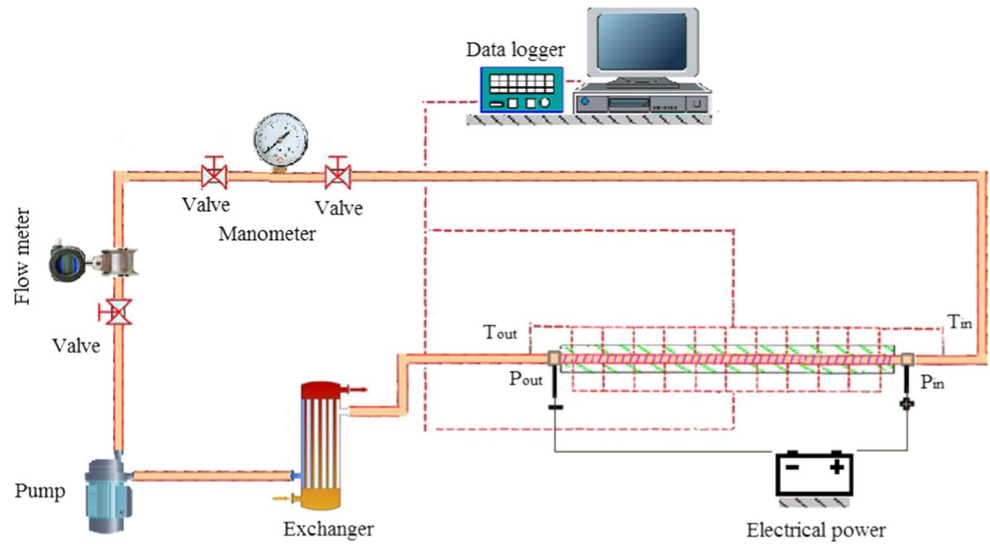 Data logger
Valve
Valve
Manometer
Flow meter
Valve
Tout
Tin
Pout
Pin
Pump
Exchanger
Electrical power